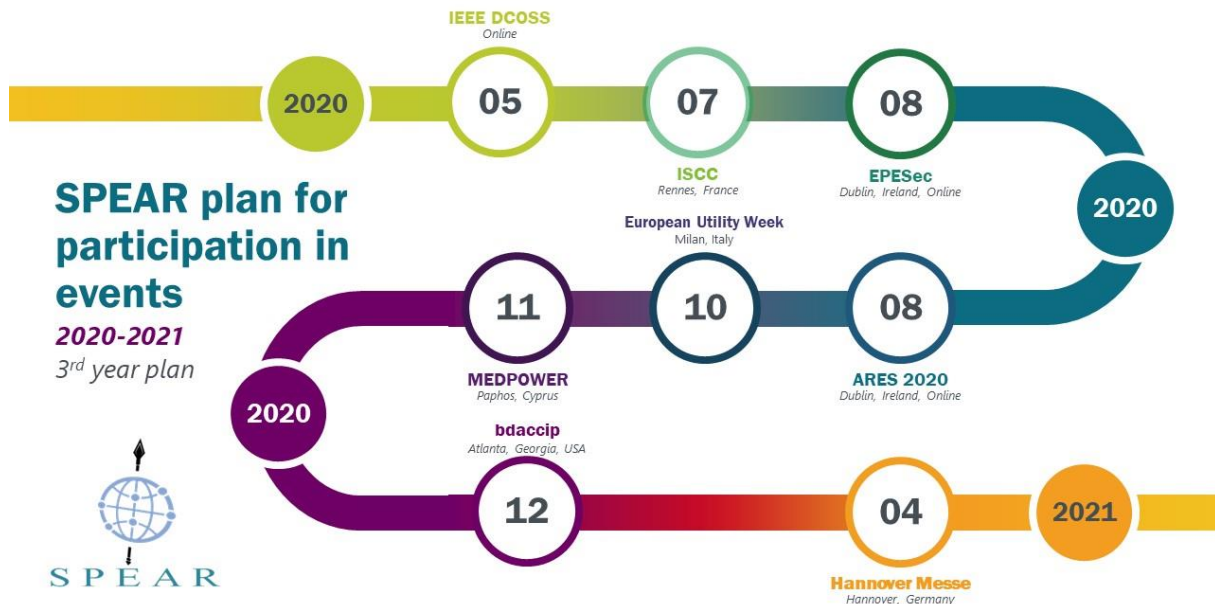 IEEE DCOSS
Online
2020
05
07
08
ISCC
Rennes, France
EPESec
Dublin, Ireland, Online
2020
SPEAR plan for
participation in
events
2020-2021
3rd year plan
European Utility Week
Milan, Italy
11
10
08
MEDPOWER
Paphos, Cyprus
ARES 2020
Dublin, Ireland, Online
2020
bdaccip
Atlanta, Georgia, USA
12
04
2021
Hannover Messe
Hannover, Germany
SPEAR